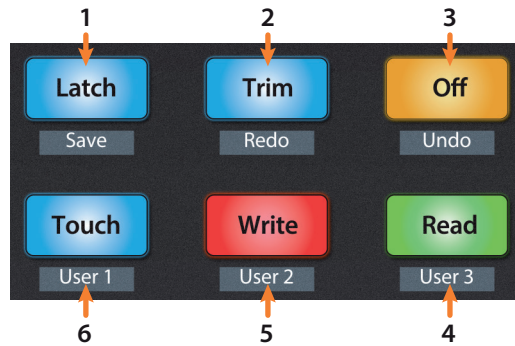 1 2 3
Latch Trim Off
Save Redo Undo
Touch Write Read
User 1 User 2 User 3
6 5 4